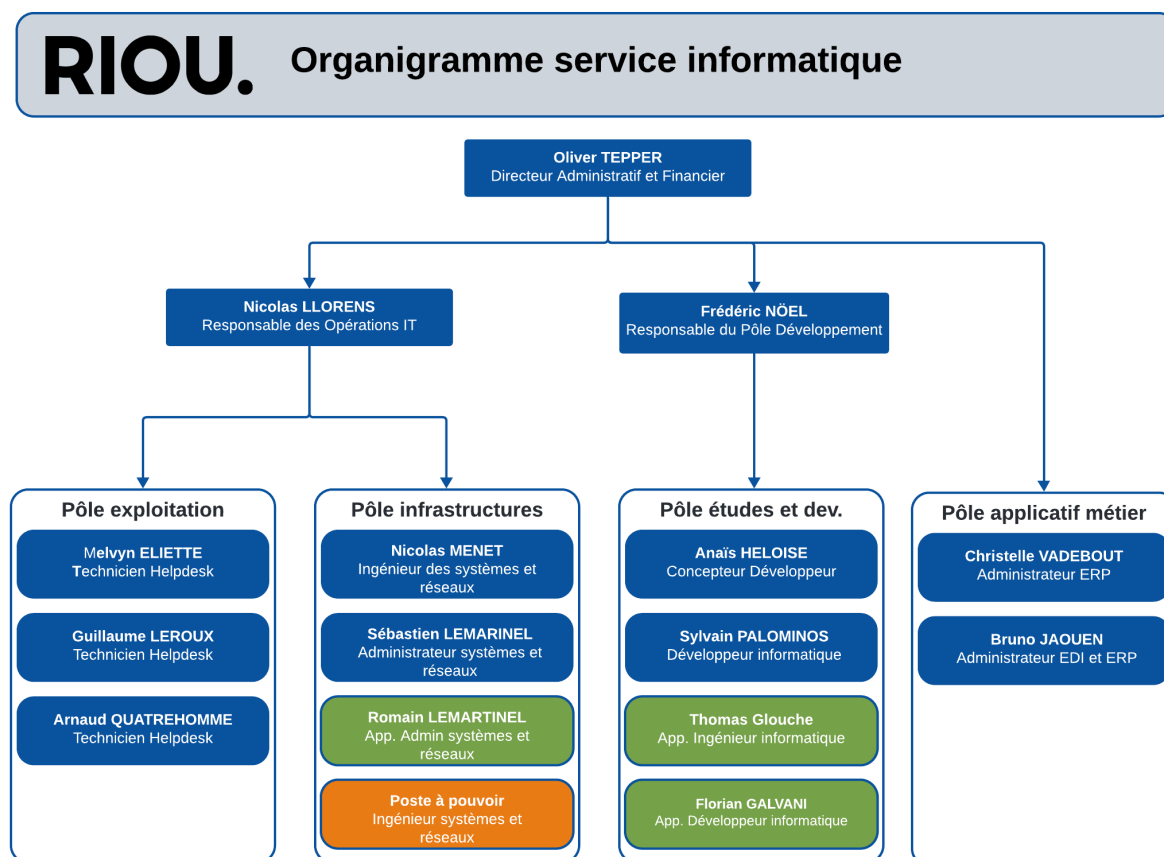 RIOU.
Organigramme service informatique
Oliver TEPPER
Directeur Administratif et Financier
Nicolas LLORENS
Responsable des Opérations IT
Frédéric NÖEL
Responsable du Pôle Développement
Pôle exploitation
Melvyn ELIETTE
Technicien Helpdesk
Guillaume LEROUX
Technicien Helpdesk
Arnaud QUATREHOMME
Technicien Helpdesk
Pôle infrastructures
Nicolas MENET
Ingénieur des systèmes et
réseaux
Sébastien LEMARINEL
Administrateur systèmes et
réseaux
Romain LEMARTINEL
App. Admin systèmes et
réseaux
Poste à pouvoir
Ingénieur systèmes et
réseaux
Pôle études et dev.
Anaïs HELOISE
Concepteur Développeur
Sylvain PALOMINOS
Développeur informatique
Thomas Glouche
App. Ingénieur informatique
Florian GALVANI
App. Développeur informatique
Pôle applicatif métier
Christelle VADEBOUT
Administrateur ERP
Bruno JAOUEN
Administrateur EDI et ERP